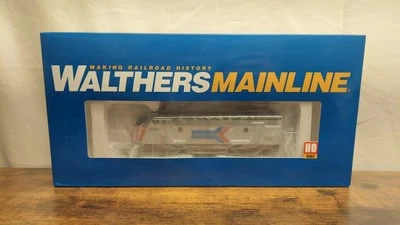 MAKING RAILROAD HISTORY
WALTHERSMAINLINE
HO